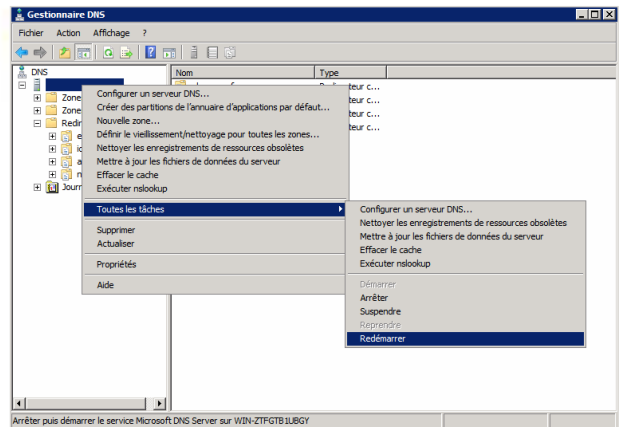 Gestionnaire DNS
Fichier Action Affichage ?
DNS
Nom Type
Zone
Zone
Redir
Journ
teur c...
teur c...
teur c...
teur c...
Configurer un serveur DNS...
Créer des partitions de l'annuaire d'applications par défaut...
Nouvelle zone...
Définir le vieillissement/nettoyage pour toutes les zones...
Nettoyer les enregistrements de ressources obsolètes
Mettre à jour les fichiers de données du serveur
Effacer le cache
Exécuter nslookup
Toutes les tâches
Supprimer
Actualiser
Propriétés
Aide
Configurer un serveur DNS...
Nettoyer les enregistrements de ressources obsolètes
Mettre à jour les fichiers de données du serveur
Effacer le cache
Exécuter nslookup
Démarrer
Arrêter
Suspendre
Reprendre
Redémarrer
Arrêter puis démarrer le service Microsoft DNS Server sur WIN-ZTFGTB1UBGY